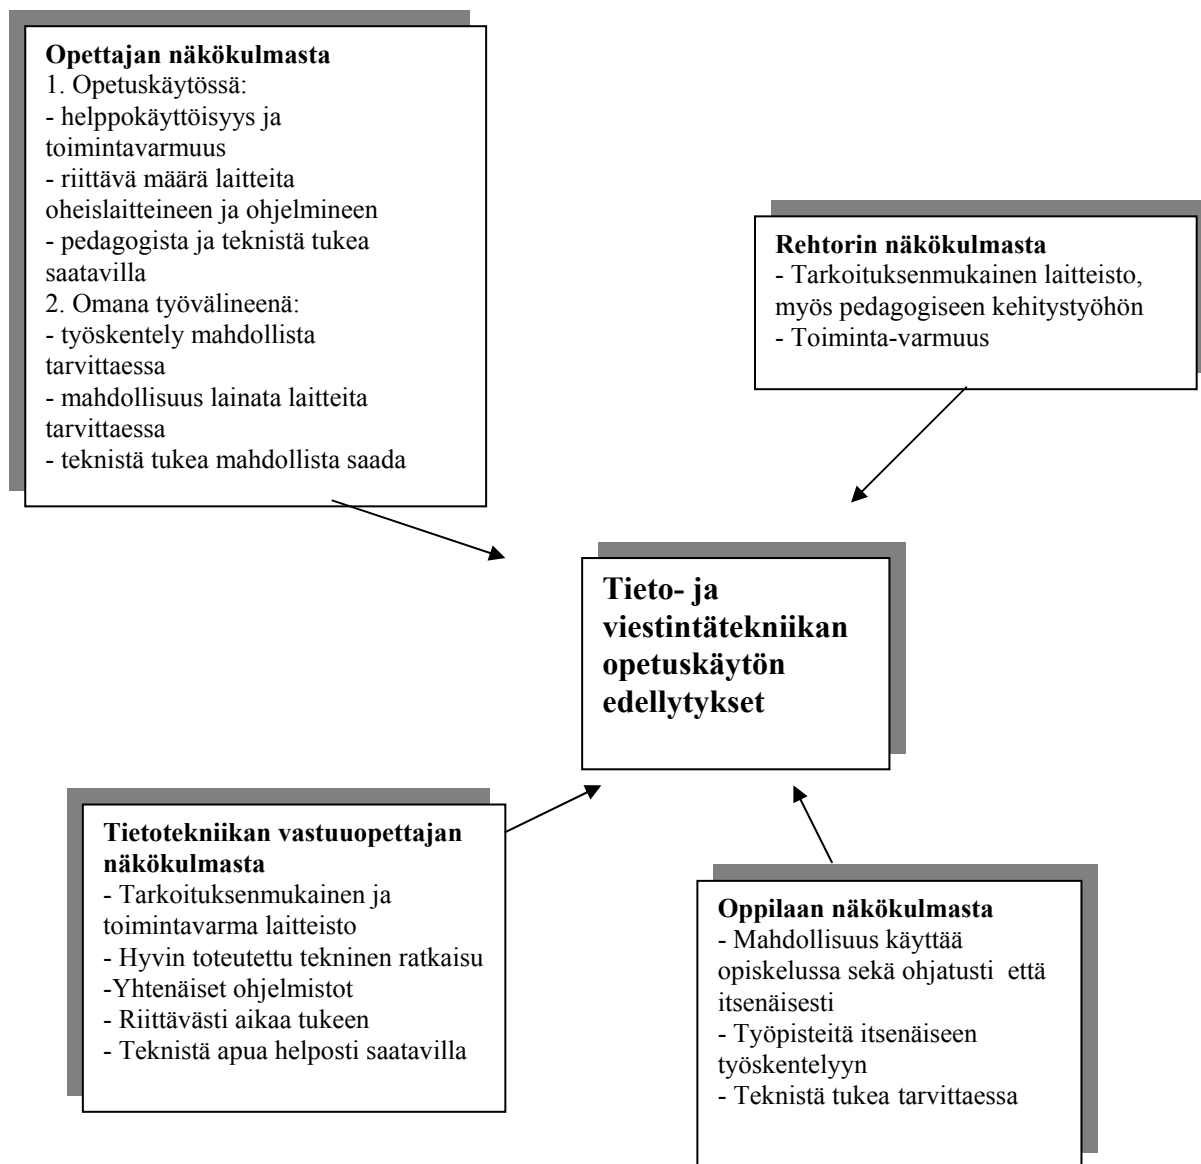 Opettajan näkökulmasta
1. Opetuskäytössä:
- helppokäyttöisyys ja
toimintavarmuus
- riittävä määrä laitteita
oheislaitteineen ja ohjelmineen
- pedagogista ja teknistä tukea
saatavilla
2. Omana työvälineenä:
- työskentely mahdollista
tarvittaessa
- mahdollisuus lainata laitteita
tarvittaessa
- teknistä tukea mahdollista saada
Rehtorin näkökulmasta
- Tarkoituksenmukainen laitteisto,
myös pedagogiseen kehitystyöhön
- Toiminta-varmuus
Tieto- ja
viestintätekniikan
opetuskäytön
edellytykset
Tietotekniikan vastuuopettajan
näkökulmasta
- Tarkoituksenmukainen ja
toimintavarma laitteisto
- Hyvin toteutettu tekninen ratkaisu
-Yhtenäiset ohjelmistot
- Riittävästi aikaa tukeen
- Teknistä apua helposti saatavilla
Oppilaan näkökulmasta
- Mahdollisuus käyttää
opiskelussa sekä ohjatusti  että
itsenäisesti
- Työpisteitä itsenäiseen
työskentelyyn
- Teknistä tukea tarvittaessa